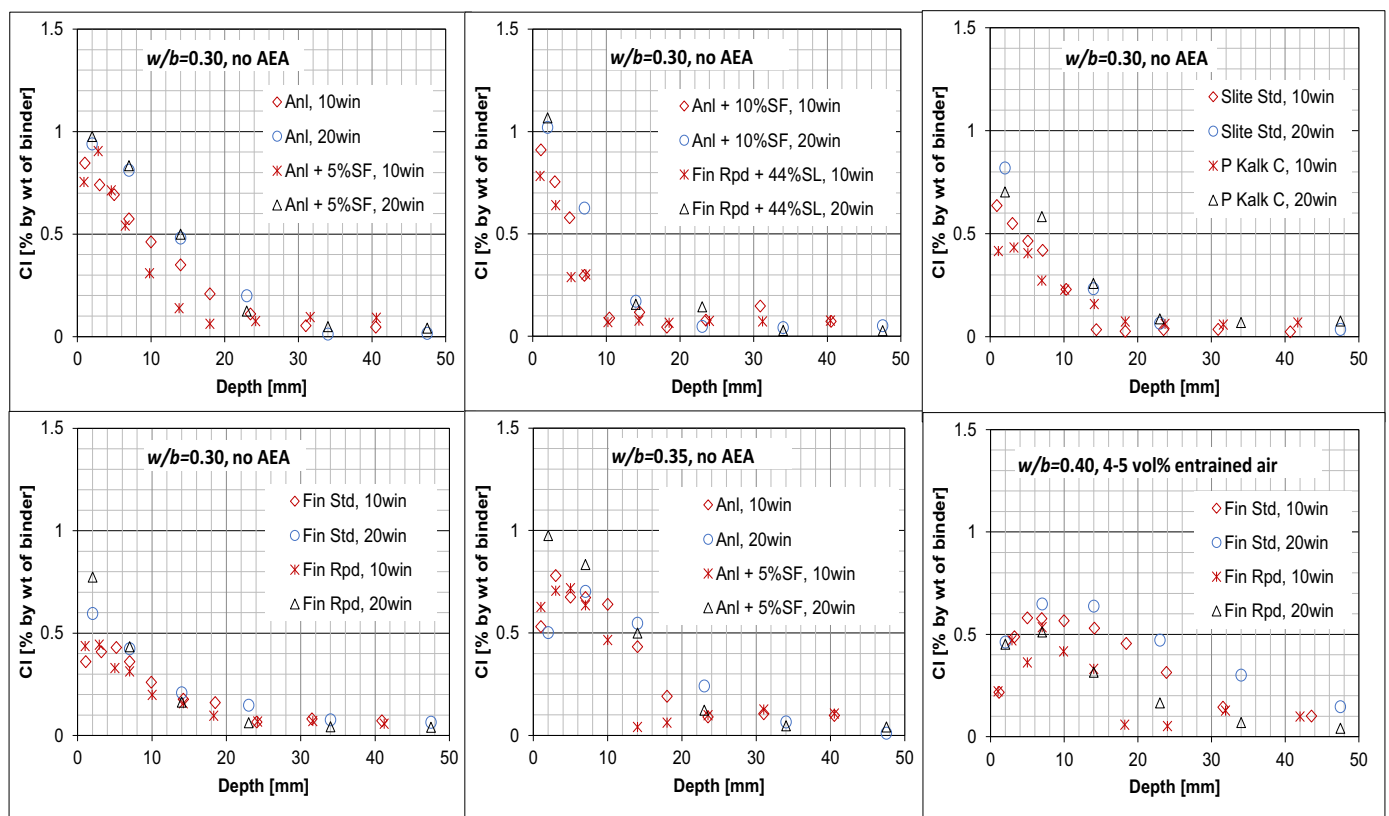 w/b=0.30, no AEA
Anl, 10win
Anl, 20win
Anl + 5%SF, 10win
Anl + 5%SF, 20win
Cl [% by wt of binder]
1.5
1
0.5
0
0 10 20 30 40 50
Depth [mm]
w/b=0.30, no AEA
Anl + 10%SF, 10win
Anl + 10%SF, 20win
Fin Rpd + 44%SL, 10win
Fin Rpd + 44%SL, 20win
Cl [% by wt of binder]
1.5
1
0.5
0
0 10 20 30 40 50
Depth [mm]
w/b=0.30, no AEA
Slite Std, 10win
Slite Std, 20win
P Kalk C, 10win
P Kalk C, 20win
Cl [% by wt of binder]
1.5
1
0.5
0
0 10 20 30 40 50
Depth [mm]
w/b=0.30, no AEA
Fin Std, 10win
Fin Std, 20win
Fin Rpd, 10win
Fin Rpd, 20win
Cl [% by wt of binder]
1.5
1
0.5
0
0 10 20 30 40 50
Depth [mm]
w/b=0.35, no AEA
Anl, 10win
Anl, 20win
Anl + 5%SF, 10win
Anl + 5%SF, 20win
Cl [% by wt of binder]
1.5
1
0.5
0
0 10 20 30 40 50
Depth [mm]
w/b=0.40, 4-5 vol% entrained air
Fin Std, 10win
Fin Std, 20win
Fin Rpd, 10win
Fin Rpd, 20win
Cl [% by wt of binder]
1.5
1
0.5
0
0 10 20 30 40 50
Depth [mm]